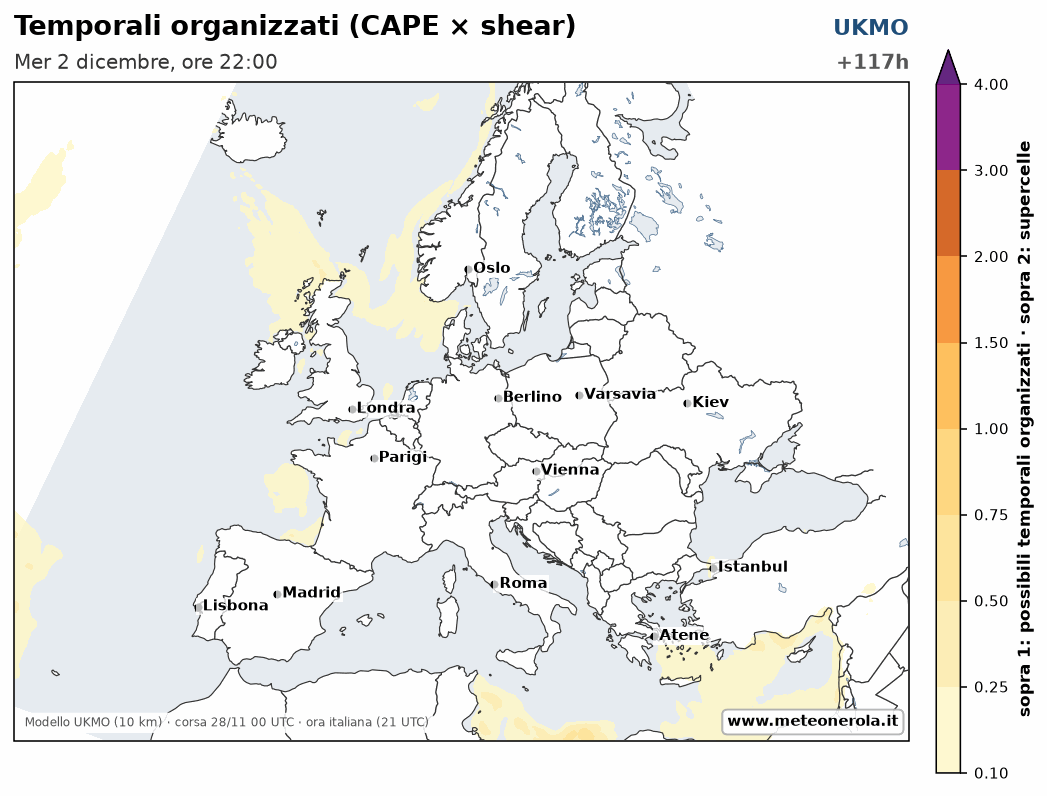 Temporali organizzati (CAPE × shear)
UKMO
Mer 2 dicembre, ore 22:00
+117h
Oslo
Berlino
Varsavia
Kiev
Londra
Parigi
Vienna
Istanbul
Roma
Madrid
Lisbona
Atene
Modello UKMO (10 km) · corsa 28/11 00 UTC · ora italiana (21 UTC)
www.meteonerola.it
4.00
3.00
2.00
1.50
1.00
0.75
0.50
0.25
0.10
sopra 1: possibili temporali organizzati · sopra 2: supercelle